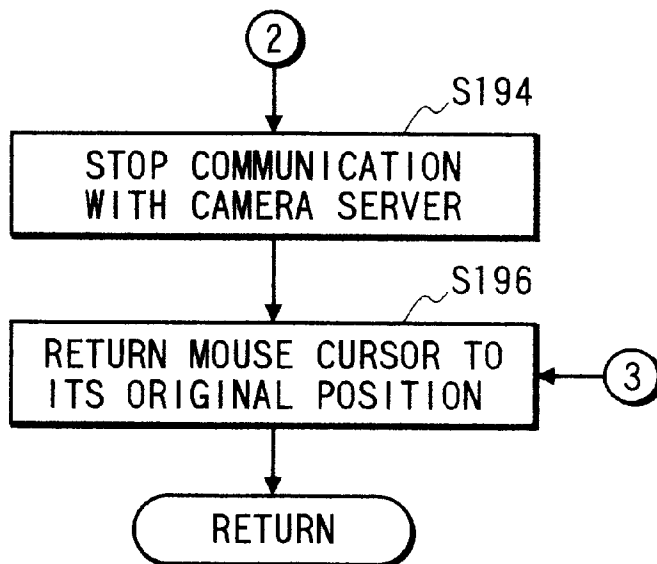 2
S194
STOP COMMUNICATION
WITH CAMERA SERVER
S196
RETURN MOUSE CURSOR TO
ITS ORIGINAL POSITION
3
RETURN